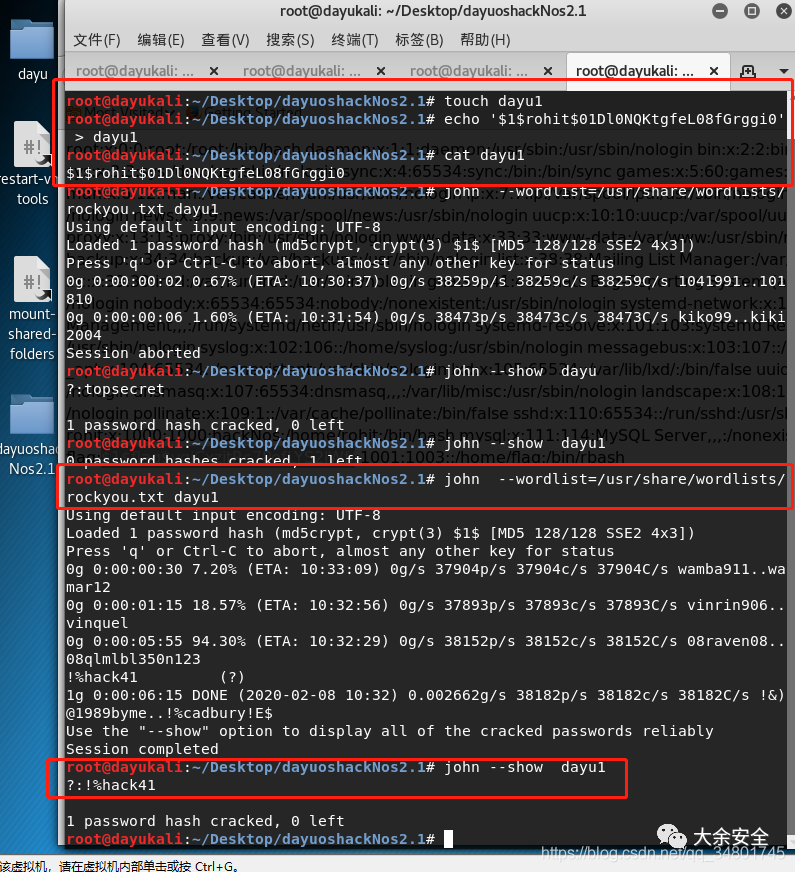 root@dayukali: ~/Desktop/dayuoshackNos2.1
文件(F) 编辑(E) 查看(V) 搜索(S) 终端(T) 标签(B) 帮助(H)
root@dayukali: ... × root@dayukali: ... × root@dayukali: ... × root@dayukali: ... ×
dayu
restart-vm
tools
mount-
shared-
folders
dayuoshack
Nos2.1
root@dayukali:~/Desktop/dayuoshackNos2.1# touch dayu1
root@dayukali:~/Desktop/dayuoshackNos2.1# echo '$1$rohit$01Dl0NQKtgfeL08fGrggi0'
> dayu1
root@dayukali:~/Desktop/dayuoshackNos2.1# cat dayu1
$1$rohit$01Dl0NQKtgfeL08fGrggi0
root@dayukali:~/Desktop/dayuoshackNos2.1# john --wordlist=/usr/share/wordlists/
rockyou.txt dayu1
Using default input encoding: UTF-8
Loaded 1 password hash (md5crypt, crypt(3) $1$ [MD5 128/128 SSE2 4x3])
Press 'q' or Ctrl-C to abort, almost any other key for status
0g 0:00:00:02 0.67% (ETA: 10:30:37) 0g/s 38259p/s 38259c/s 38259C/s 1041991..101
810
0g 0:00:00:06 1.60% (ETA: 10:31:54) 0g/s 38473p/s 38473c/s 38473C/s kiko99..kiki
2004
Session aborted
root@dayukali:~/Desktop/dayuoshackNos2.1# john --show dayu
?:topsecret
1 password hash cracked, 0 left
root@dayukali:~/Desktop/dayuoshackNos2.1# john --show dayu1
0 password hashes cracked, 1 left
root@dayukali:~/Desktop/dayuoshackNos2.1# john --wordlist=/usr/share/wordlists/
rockyou.txt dayu1
Using default input encoding: UTF-8
Loaded 1 password hash (md5crypt, crypt(3) $1$ [MD5 128/128 SSE2 4x3])
Press 'q' or Ctrl-C to abort, almost any other key for status
0g 0:00:00:30 7.20% (ETA: 10:33:09) 0g/s 37904p/s 37904c/s 37904C/s wamba911..wa
mar12
0g 0:00:01:15 18.57% (ETA: 10:32:56) 0g/s 37893p/s 37893c/s 37893C/s vinrin906..
vinquel
0g 0:00:05:55 94.30% (ETA: 10:32:29) 0g/s 38152p/s 38152c/s 38152C/s 08raven08..
08qlmlbl350n123
!%hack41 (?)
1g 0:00:06:15 DONE (2020-02-08 10:32) 0.002662g/s 38182p/s 38182c/s 38182C/s !&)
@1989byme..!%cadbury!E$
Use the "--show" option to display all of the cracked passwords reliably
Session completed
root@dayukali:~/Desktop/dayuoshackNos2.1# john --show dayu1
?:!%hack41
1 password hash cracked, 0 left
root@dayukali:~/Desktop/dayuoshackNos2.1#
大余安全
https://blog.csdn.net/qq_34801745
该虚拟机，请在虚拟机内部单击或按 Ctrl+G。